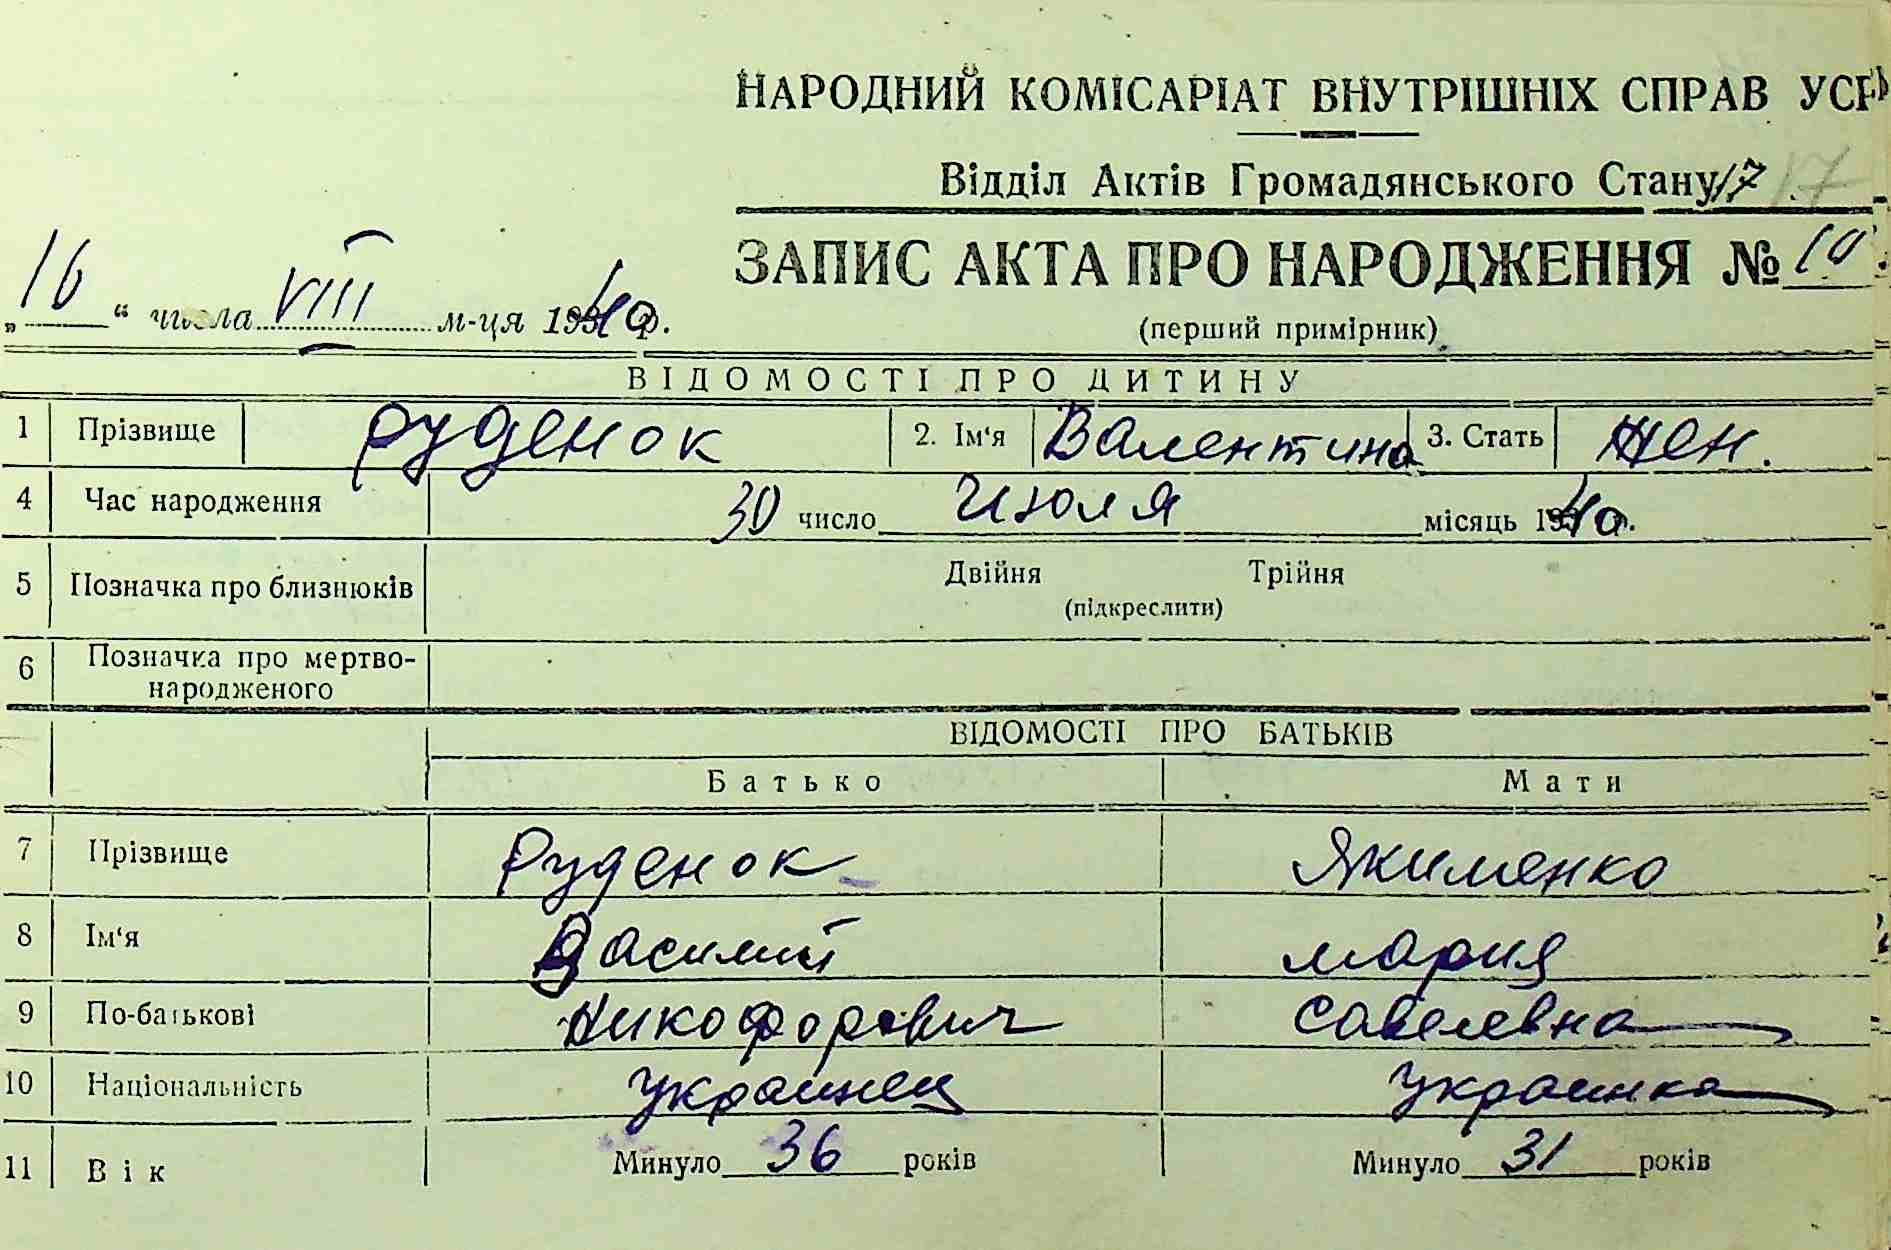 НАРОДНИЙ КОМІСАРІАТ ВНУТРІШНІХ СПРАВ УСР
Відділ Актів Громадянського Стану 17 17
ЗАПИС АКТА ПРО НАРОДЖЕННЯ № 10
„16“ числа VIII м-ця 1940 р.
(перший примірник)
ВІДОМОСТІ ПРО ДИТИНУ
1 Прізвище Руденок 2. Ім'я Валентина 3. Стать жен.
4 Час народження 30 число Июля місяць 1940 р.
5 Позначка про близнюків Двійня Трійня
(підкреслити)
6 Позначка про мертво-
народженого
ВІДОМОСТІ ПРО БАТЬКІВ
Батько Мати
7 Прізвище Руденок Якименко
8 Ім'я Василий Мария
9 По-батькові Никофорович Савелевна
10 Національність Украинец Украинка
11 Вік Минуло 36 років Минуло 31 років